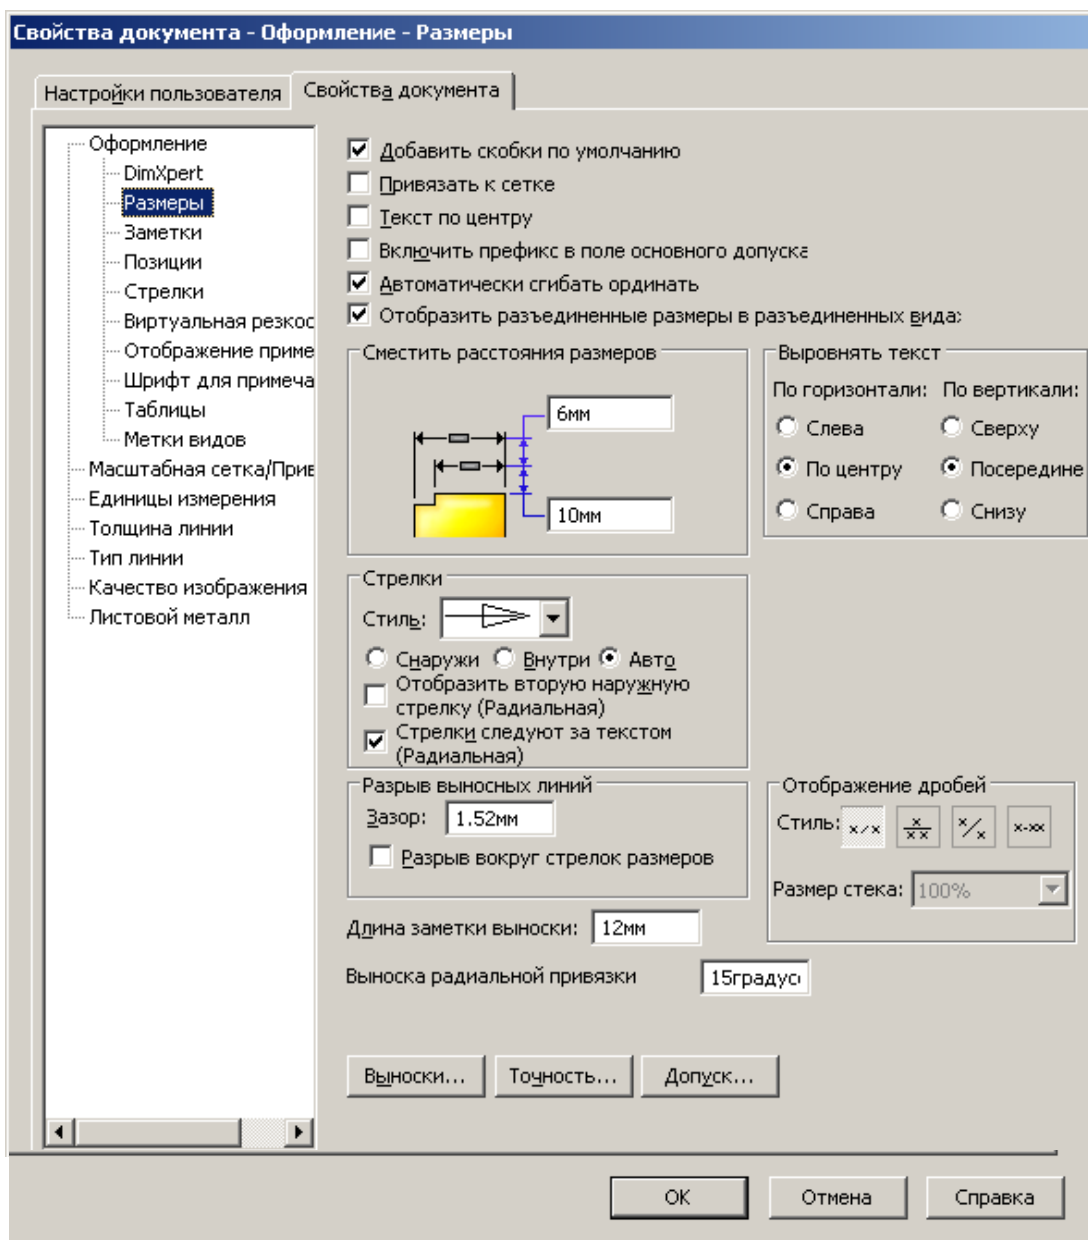 Свойства документа - Оформление - Размеры
Настройки пользователя
Свойства документа
Оформление
DimXpert
Размеры
Заметки
Позиции
Стрелки
Виртуальная резкос
Отображение приме
Шрифт для примеча
Таблицы
Метки видов
Масштабная сетка/Прив
Единицы измерения
Толщина линии
Тип линии
Качество изображения
Листовой металл
Добавить скобки по умолчанию
Привязать к сетке
Текст по центру
Включить префикс в поле основного допуска
Автоматически сгибать ординать
Отобразить разъединенные размеры в разъединенных вида:
Сместить расстояния размеров
6мм
10мм
Выровнять текст
По горизонтали: По вертикали:
Слева Сверху
По центру Посередине
Справа Снизу
Стрелки
Стиль:
Снаружи Внутри Авто
Отобразить вторую наружную
стрелку (Радиальная)
Стрелки следуют за текстом
(Радиальная)
Разрыв выносных линий
Зазор: 1.52мм
Разрыв вокруг стрелок размеров
Отображение дробей
Стиль: x/x x/xx x/x x-xx
Размер стека: 100%
Длина заметки выноски: 12мм
Выноска радиальной привязки 15градус
Выноски... Точность... Допуск...
OK Отмена Справка